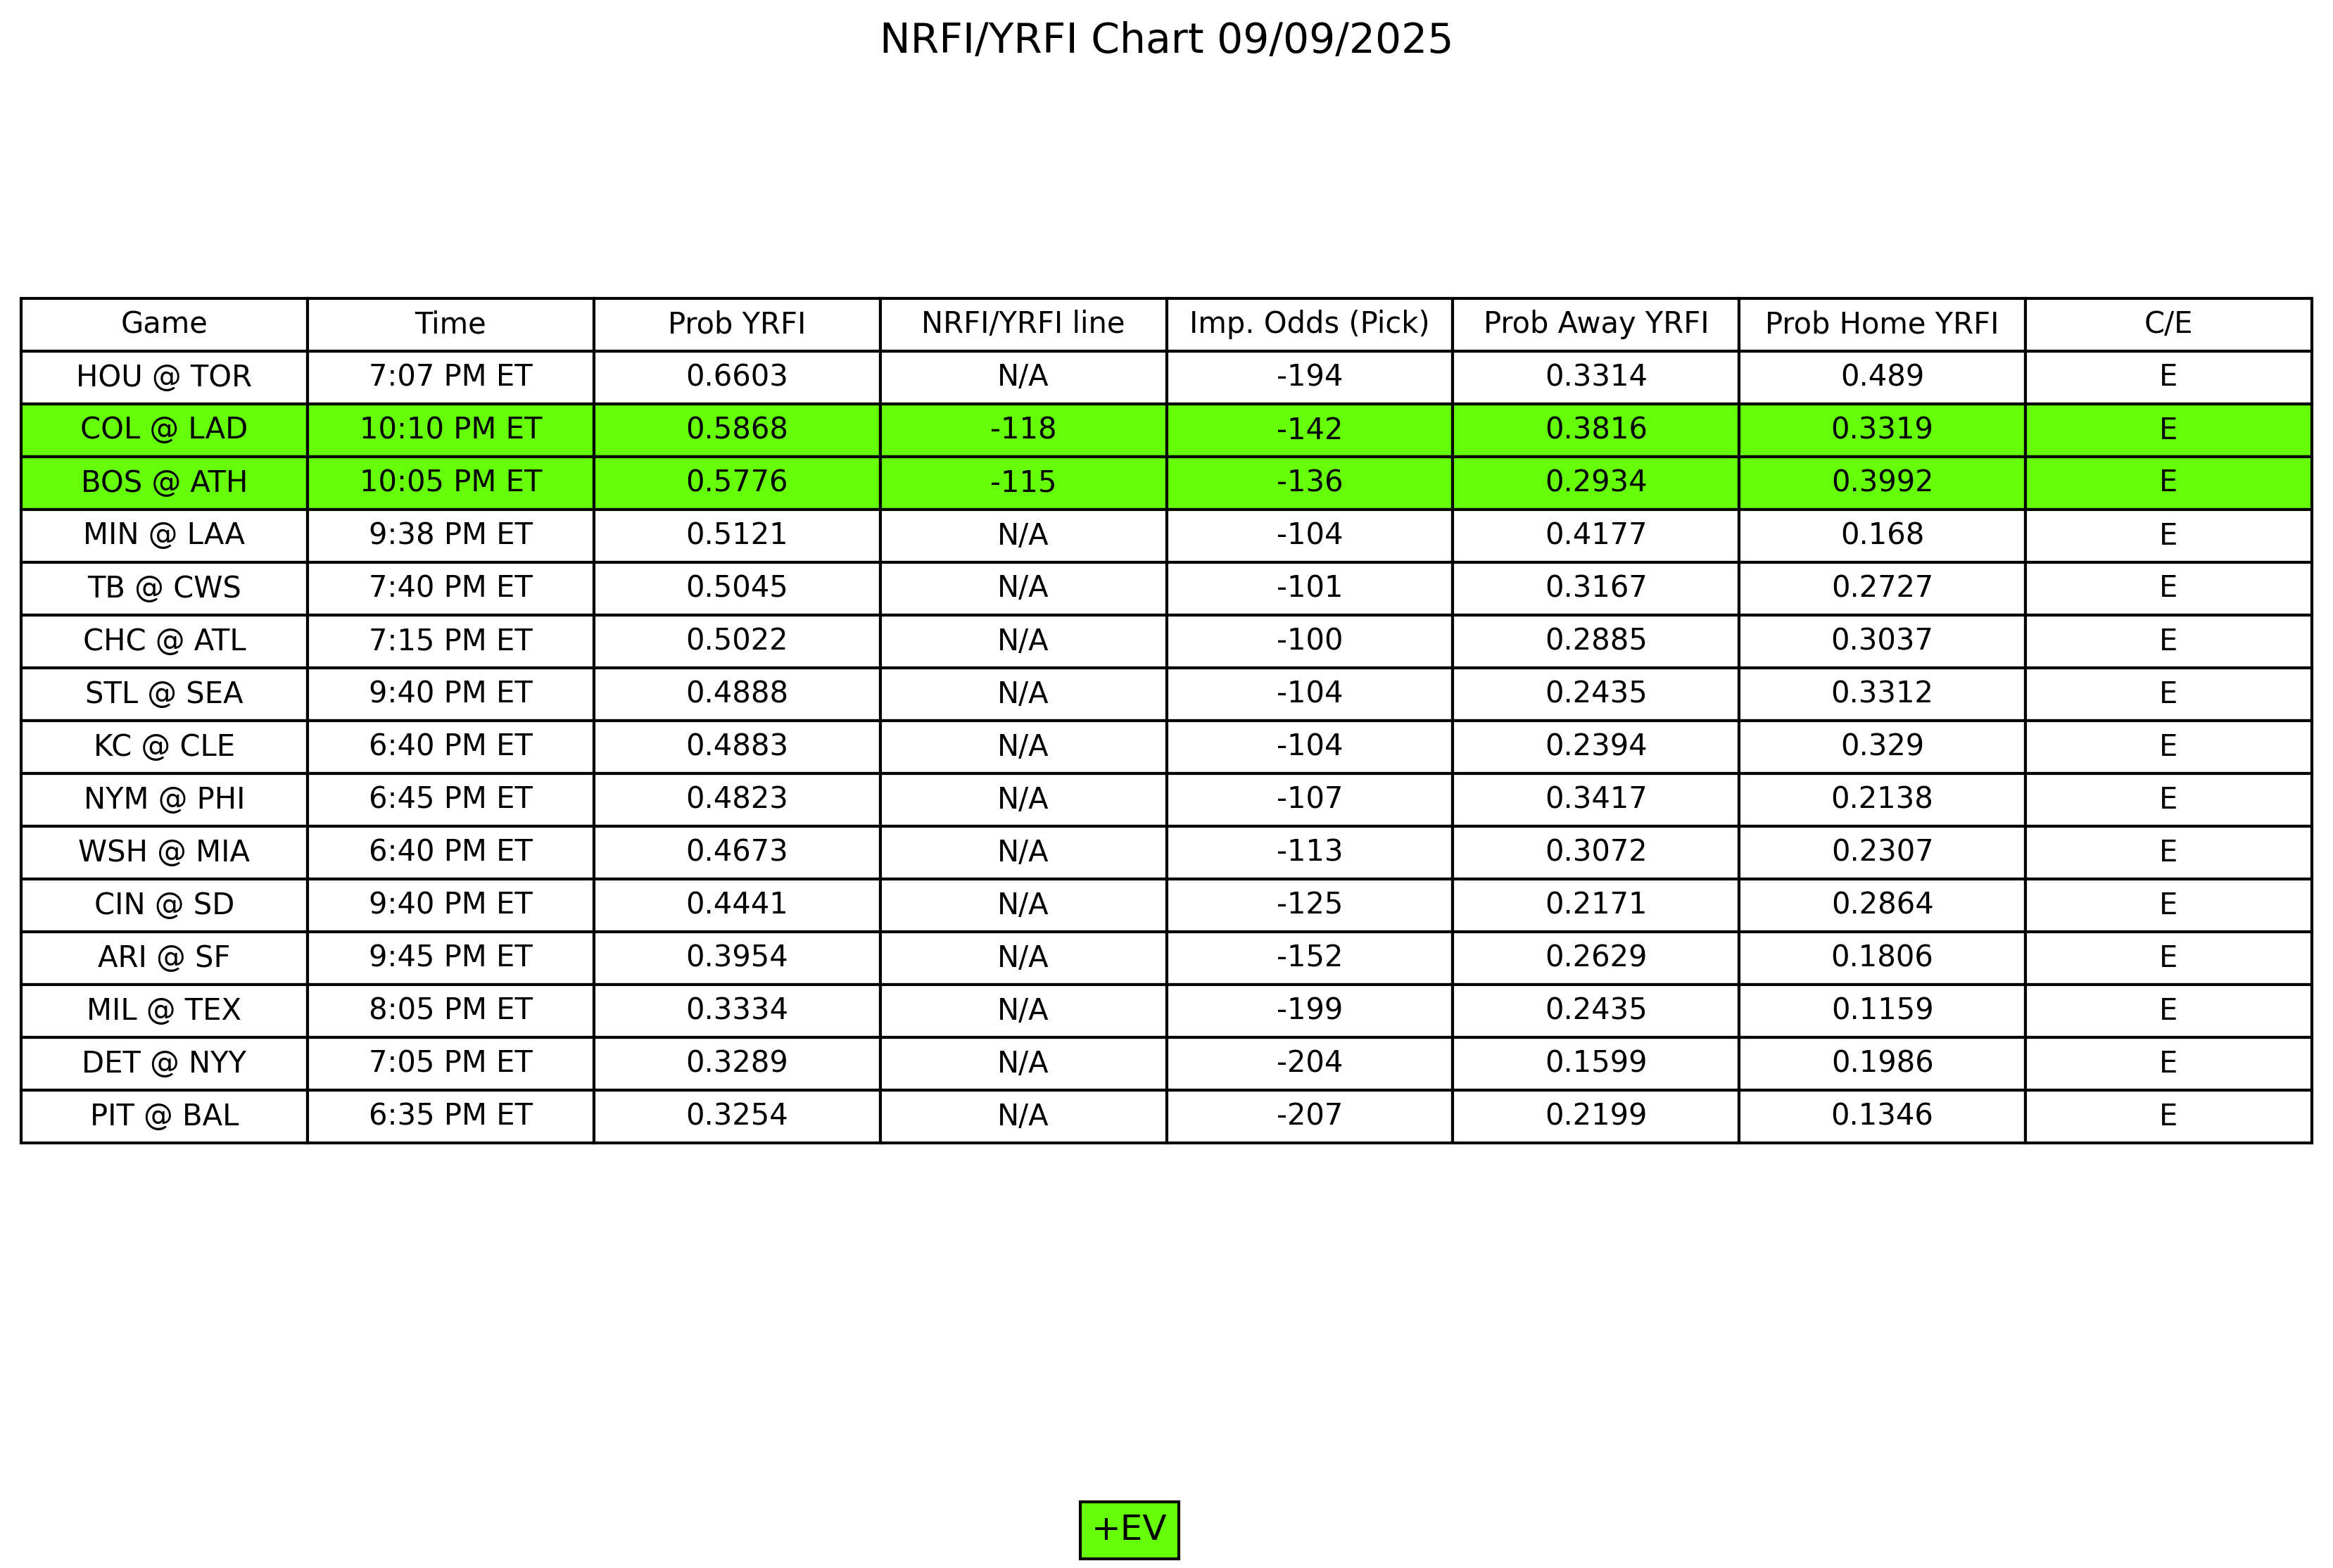 NRFI/YRFI Chart 09/09/2025
Game Time Prob YRFI NRFI/YRFI line Imp. Odds (Pick) Prob Away YRFI Prob Home YRFI C/E
HOU @ TOR 7:07 PM ET 0.6603 N/A -194 0.3314 0.489 E
COL @ LAD 10:10 PM ET 0.5868 -118 -142 0.3816 0.3319 E
BOS @ ATH 10:05 PM ET 0.5776 -115 -136 0.2934 0.3992 E
MIN @ LAA 9:38 PM ET 0.5121 N/A -104 0.4177 0.168 E
TB @ CWS 7:40 PM ET 0.5045 N/A -101 0.3167 0.2727 E
CHC @ ATL 7:15 PM ET 0.5022 N/A -100 0.2885 0.3037 E
STL @ SEA 9:40 PM ET 0.4888 N/A -104 0.2435 0.3312 E
KC @ CLE 6:40 PM ET 0.4883 N/A -104 0.2394 0.329 E
NYM @ PHI 6:45 PM ET 0.4823 N/A -107 0.3417 0.2138 E
WSH @ MIA 6:40 PM ET 0.4673 N/A -113 0.3072 0.2307 E
CIN @ SD 9:40 PM ET 0.4441 N/A -125 0.2171 0.2864 E
ARI @ SF 9:45 PM ET 0.3954 N/A -152 0.2629 0.1806 E
MIL @ TEX 8:05 PM ET 0.3334 N/A -199 0.2435 0.1159 E
DET @ NYY 7:05 PM ET 0.3289 N/A -204 0.1599 0.1986 E
PIT @ BAL 6:35 PM ET 0.3254 N/A -207 0.2199 0.1346 E
+EV